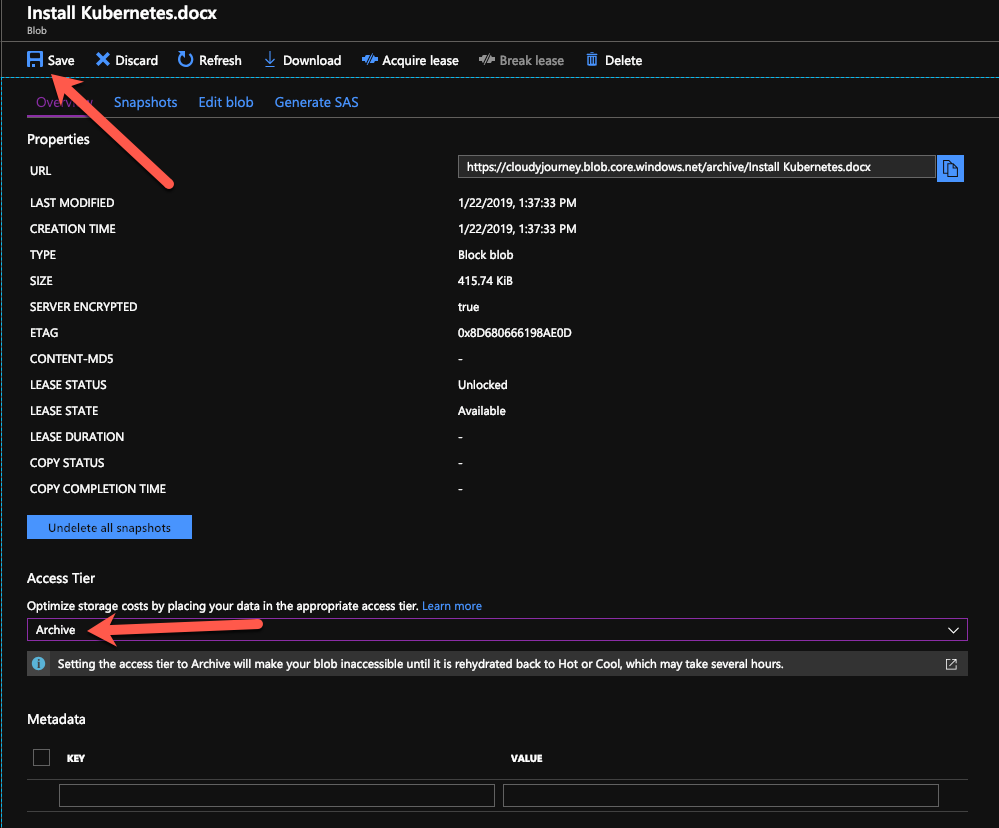 Install Kubernetes.docx
Blob
Save Discard Refresh Download Acquire lease Break lease Delete
Overview Snapshots Edit blob Generate SAS
Properties
URL https://cloudyjourney.blob.core.windows.net/archive/Install Kubernetes.docx
LAST MODIFIED 1/22/2019, 1:37:33 PM
CREATION TIME 1/22/2019, 1:37:33 PM
TYPE Block blob
SIZE 415.74 KiB
SERVER ENCRYPTED true
ETAG 0x8D680666198AE0D
CONTENT-MD5 -
LEASE STATUS Unlocked
LEASE STATE Available
LEASE DURATION -
COPY STATUS -
COPY COMPLETION TIME -
Undelete all snapshots
Access Tier
Optimize storage costs by placing your data in the appropriate access tier. Learn more
Archive
Setting the access tier to Archive will make your blob inaccessible until it is rehydrated back to Hot or Cool, which may take several hours.
Metadata
KEY VALUE